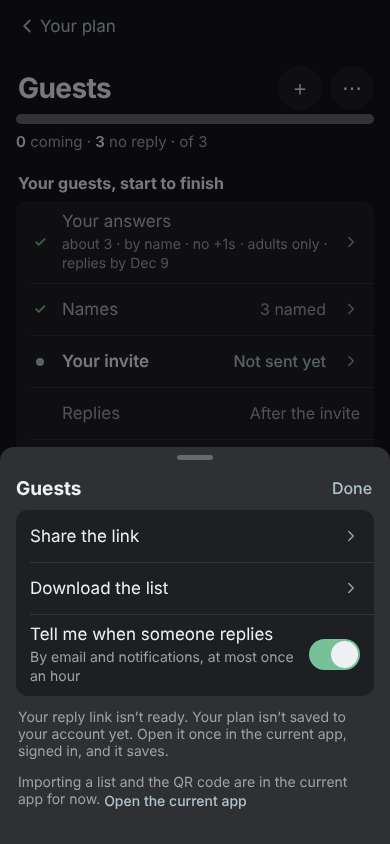 Your plan
Guests
+ ···
0 coming · 3 no reply · of 3
Your guests, start to finish
Your answers
about 3 · by name · no +1s · adults only ·
replies by Dec 9
Names 3 named
Your invite Not sent yet
Replies After the invite
Guests Done
Share the link
Download the list
Tell me when someone replies
By email and notifications, at most once
an hour
Your reply link isn’t ready. Your plan isn’t saved to
your account yet. Open it once in the current app,
signed in, and it saves.
Importing a list and the QR code are in the current
app for now. Open the current app